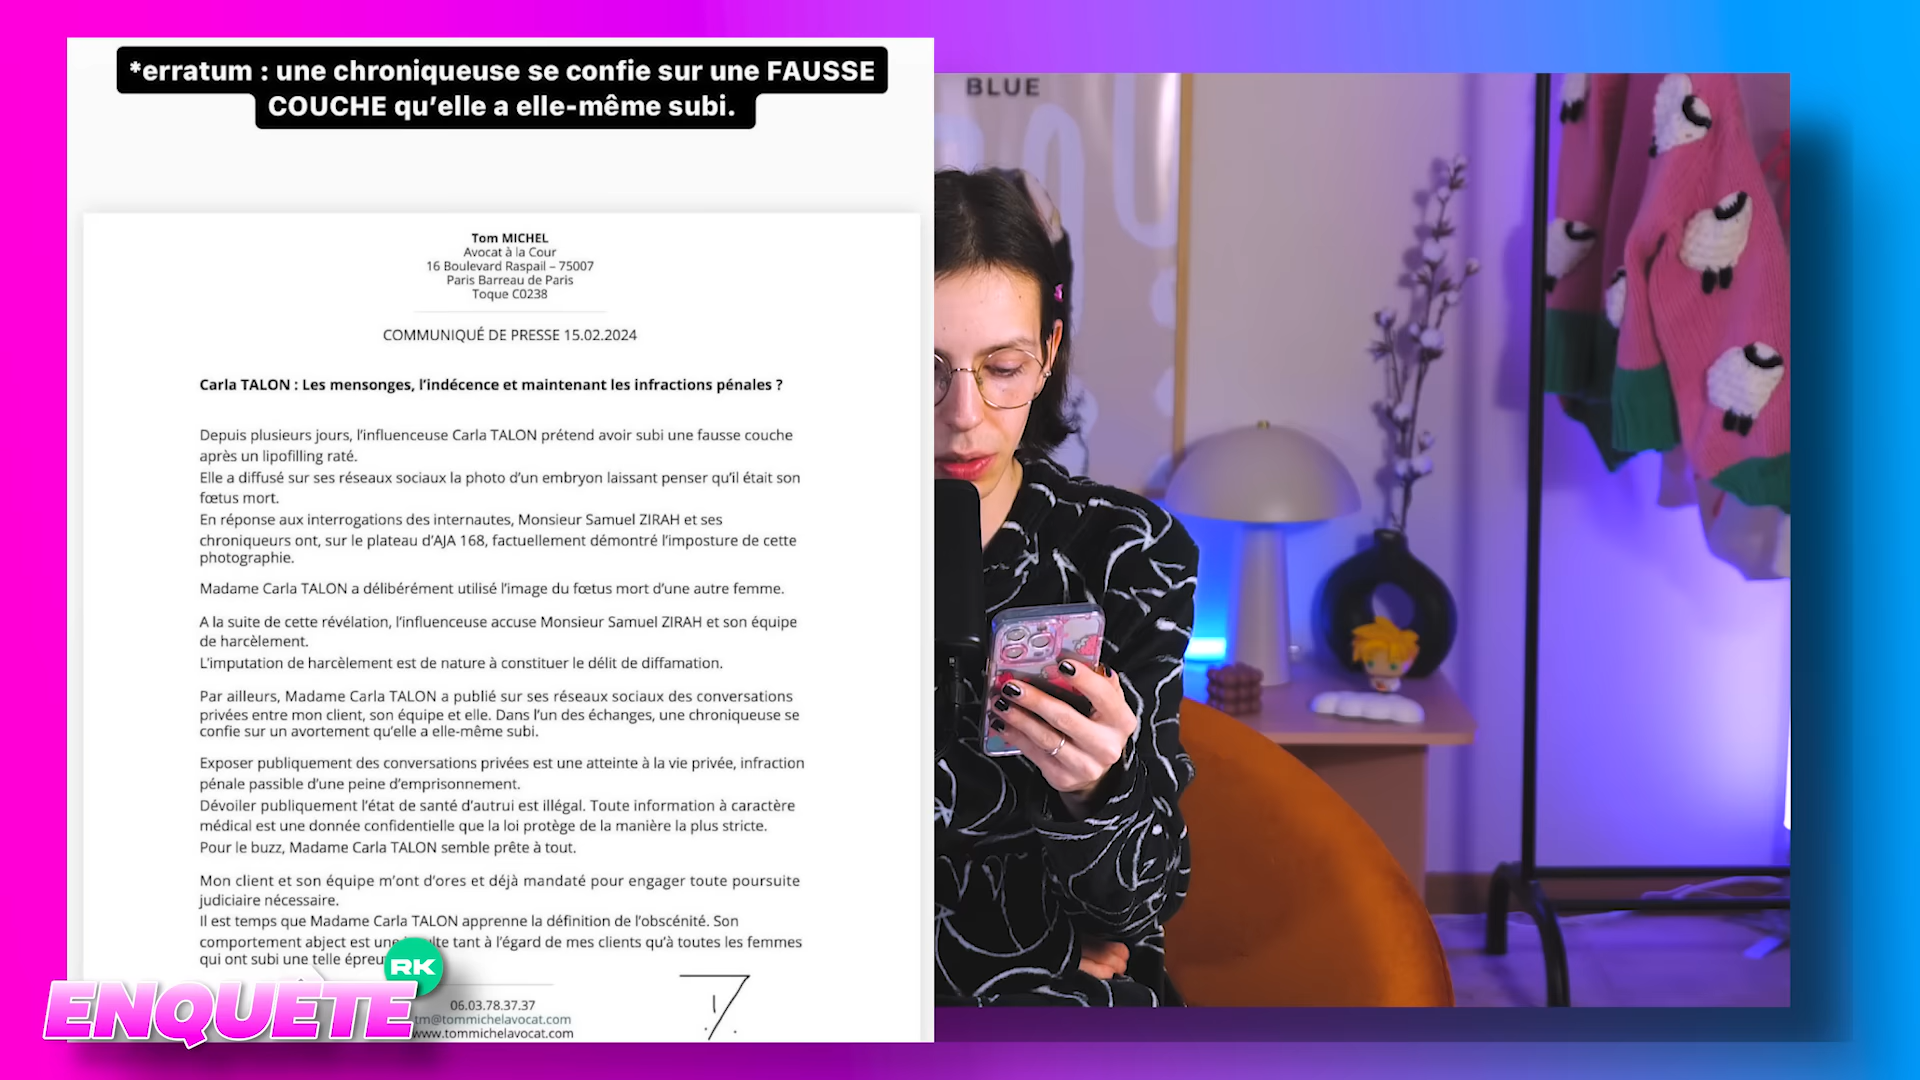 *erratum : une chroniqueuse se confie sur une FAUSSE
COUCHE qu’elle a elle-même subi.
BLUE
Tom MICHEL
Avocat à la Cour
16 Boulevard Raspail – 75007
Paris Barreau de Paris
Toque C0238
COMMUNIQUÉ DE PRESSE 15.02.2024
Carla TALON : Les mensonges, l’indécence et maintenant les infractions pénales ?
Depuis plusieurs jours, l’influenceuse Carla TALON prétend avoir subi une fausse couche
après un lipofilling raté.
Elle a diffusé sur ses réseaux sociaux la photo d’un embryon laissant penser qu’il était son
fœtus mort.
En réponse aux interrogations des internautes, Monsieur Samuel ZIRAH et ses
chroniqueurs ont, sur le plateau d’AJA 168, factuellement démontré l’imposture de cette
photographie.
Madame Carla TALON a délibérément utilisé l’image du fœtus mort d’une autre femme.
A la suite de cette révélation, l’influenceuse accuse Monsieur Samuel ZIRAH et son équipe
de harcèlement.
L’imputation de harcèlement est de nature à constituer le délit de diffamation.
Par ailleurs, Madame Carla TALON a publié sur ses réseaux sociaux des conversations
privées entre mon client, son équipe et elle. Dans l’un des échanges, une chroniqueuse se
confie sur un avortement qu’elle a elle-même subi.
Exposer publiquement des conversations privées est une atteinte à la vie privée, infraction
pénale passible d’une peine d’emprisonnement.
Dévoiler publiquement l’état de santé d’autrui est illégal. Toute information à caractère
médical est une donnée confidentielle que la loi protège de la manière la plus stricte.
Pour le buzz, Madame Carla TALON semble prête à tout.
Mon client et son équipe m’ont d’ores et déjà mandaté pour engager toute poursuite
judiciaire nécessaire.
Il est temps que Madame Carla TALON apprenne la définition de l’obscénité. Son
comportement abject est une tant à l’égard de mes clients qu’à toutes les femmes
qui ont subi une telle
RK
ENQUÊTE
06.03.78.37.37
tm@tommichelavocat.com
www.tommichelavocat.com